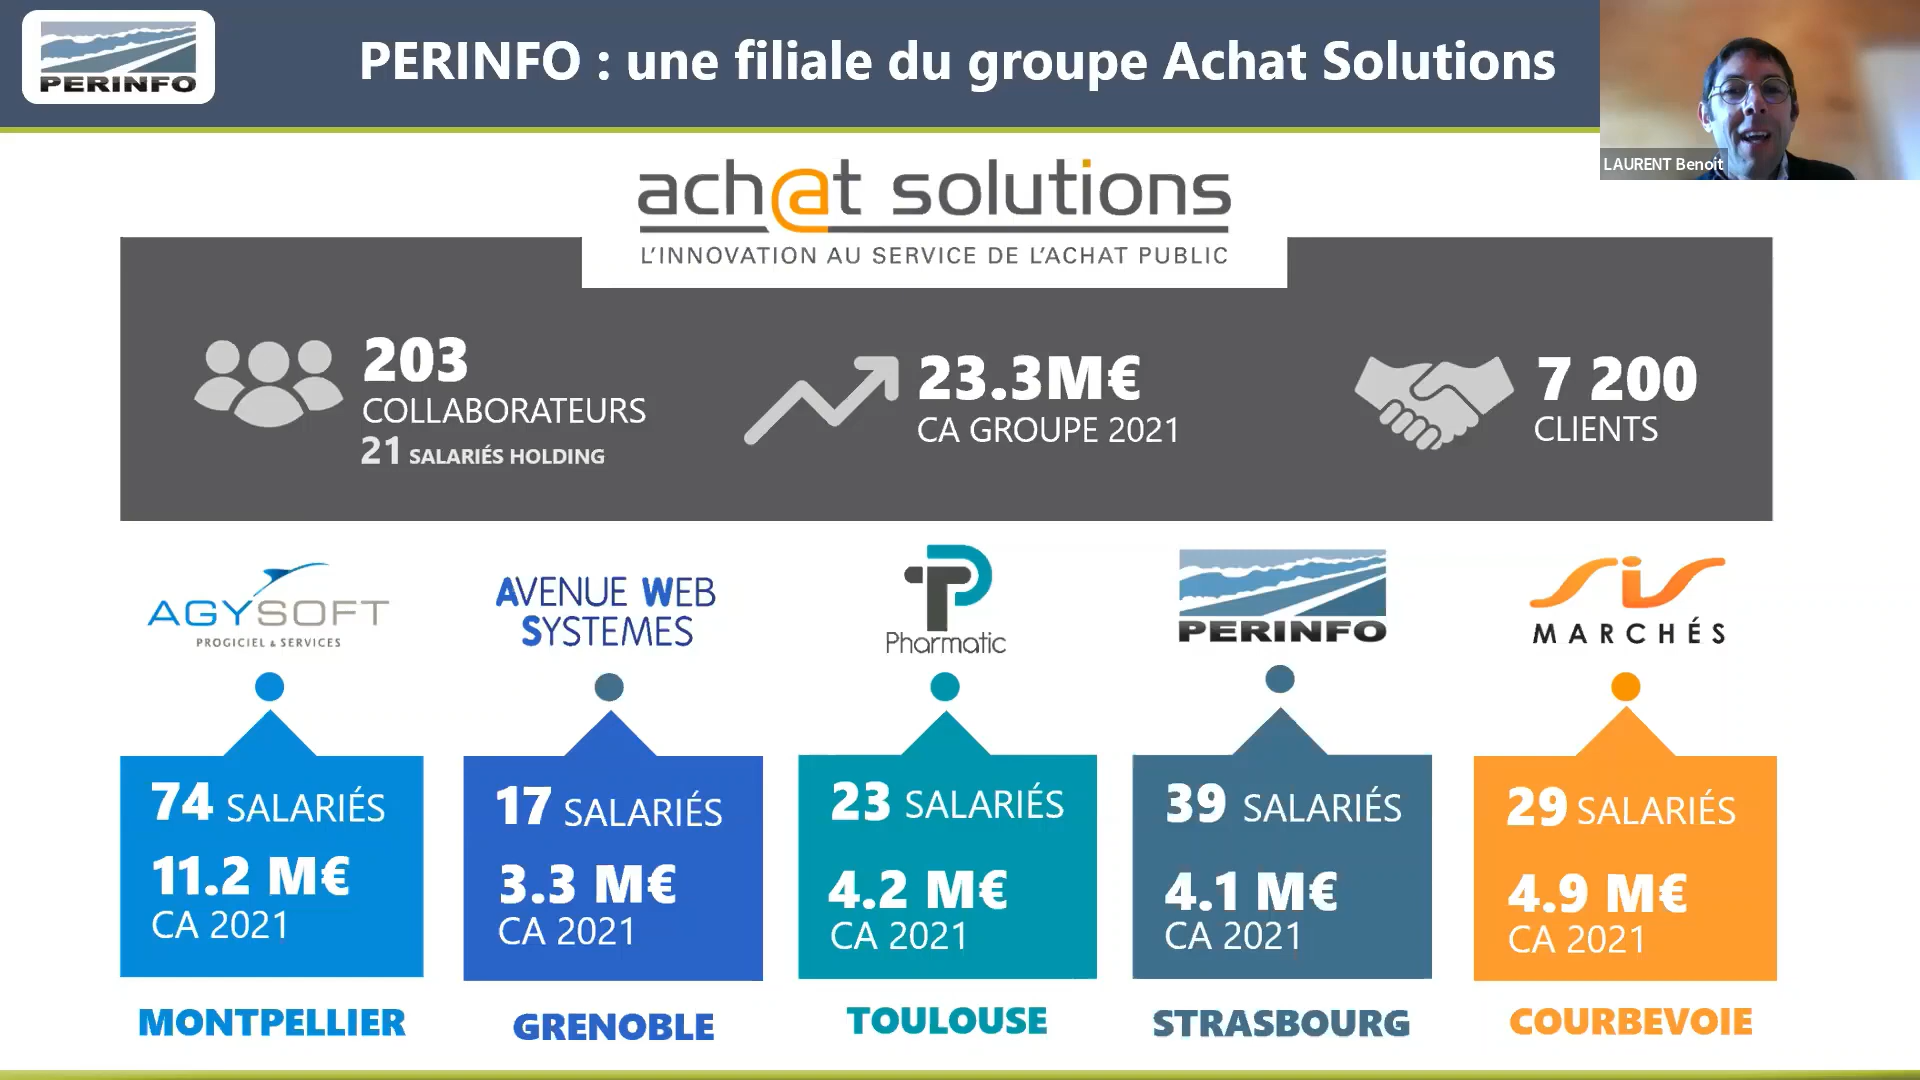 PERINFO
PERINFO : une filiale du groupe Achat Solutions
LAURENT Benoit
ach@t solutions
L'INNOVATION AU SERVICE DE L'ACHAT PUBLIC
203
COLLABORATEURS
21 SALARIÉS HOLDING
23.3M€
CA GROUPE 2021
7 200
CLIENTS
AGYSOFT
PROGICIEL & SERVICES
AVENUE WEB
SYSTEMES
Pharmatic
PERINFO
SIS
MARCHÉS
74 SALARIÉS
11.2 M€
CA 2021
MONTPELLIER
17 SALARIÉS
3.3 M€
CA 2021
GRENOBLE
23 SALARIÉS
4.2 M€
CA 2021
TOULOUSE
39 SALARIÉS
4.1 M€
CA 2021
STRASBOURG
29 SALARIÉS
4.9 M€
CA 2021
COURBEVOIE